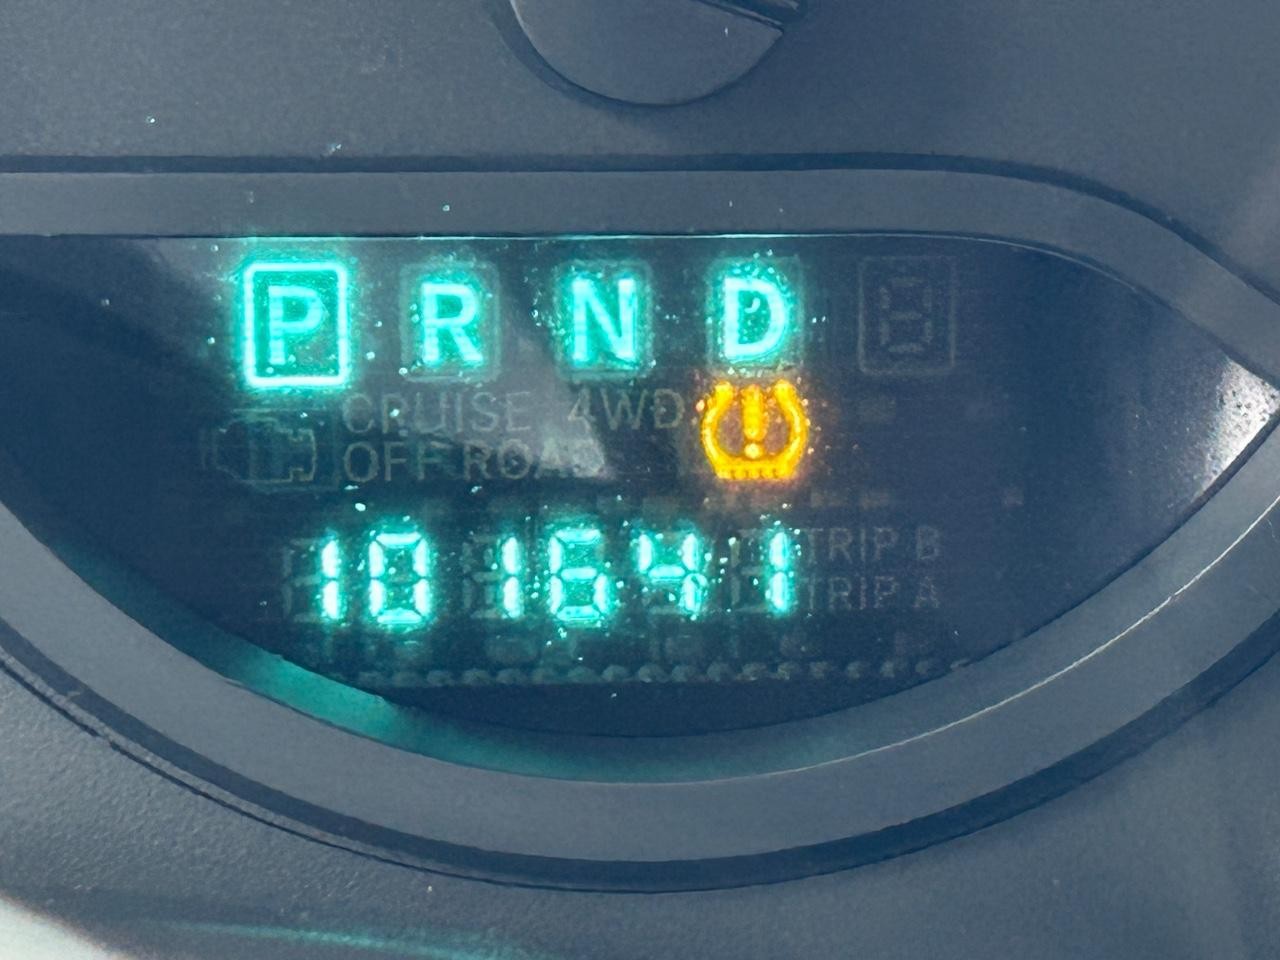 P R N D
CRUISE 4WD
OFF ROAD
101641
TRIP B
TRIP A